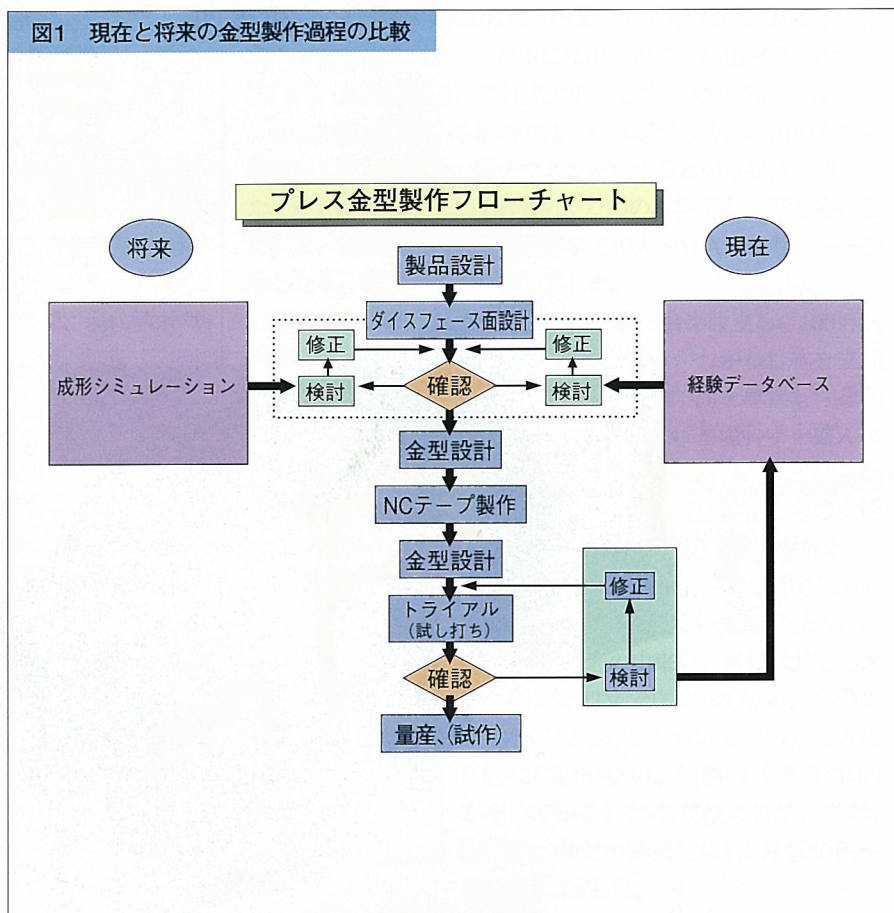 図1 現在と将来の金型製作過程の比較
プレス金型製作フローチャート
将来
現在
製品設計
ダイスフェース面設計
修正
修正
成形シミュレーション
検討
確認
検討
経験データベース
金型設計
NCテープ製作
金型設計
修正
トライアル
(試し打ち)
確認
検討
量産、(試作)